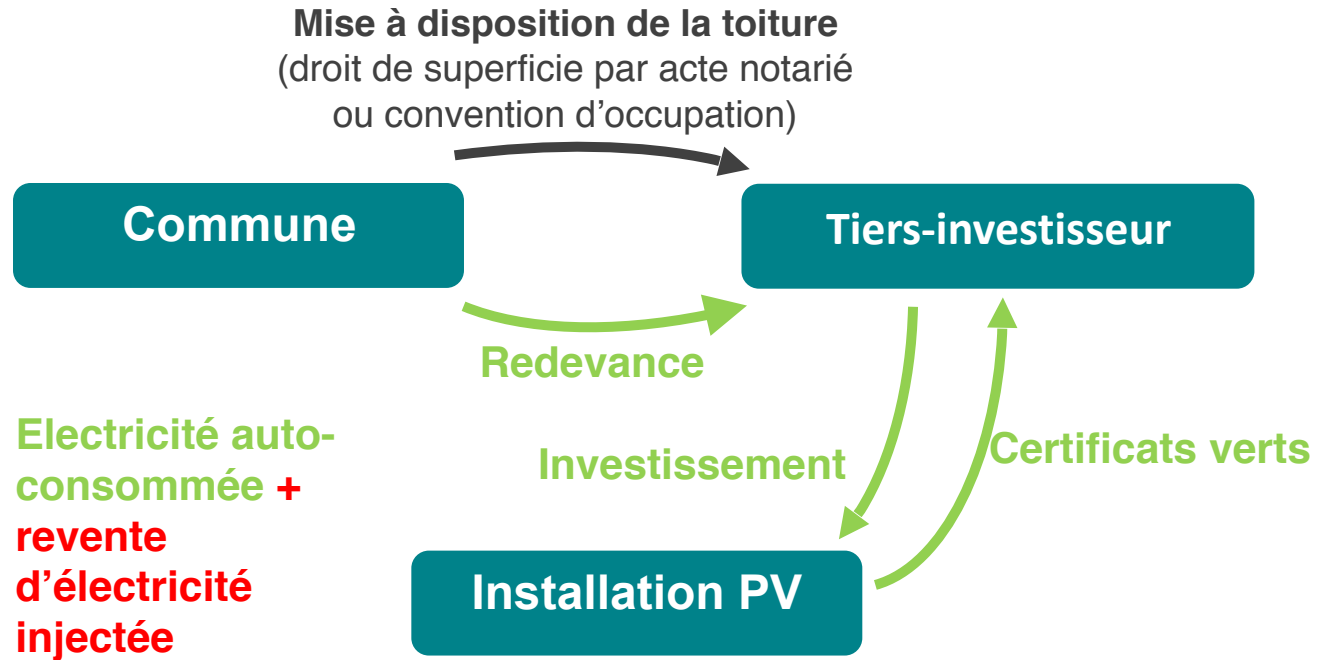 Mise à disposition de la toiture
(droit de superficie par acte notarié
ou convention d’occupation)
Commune
Tiers-investisseur
Redevance
Electricité auto-
consommée +
revente
d’électricité
injectée
Investissement
Certificats verts
Installation PV